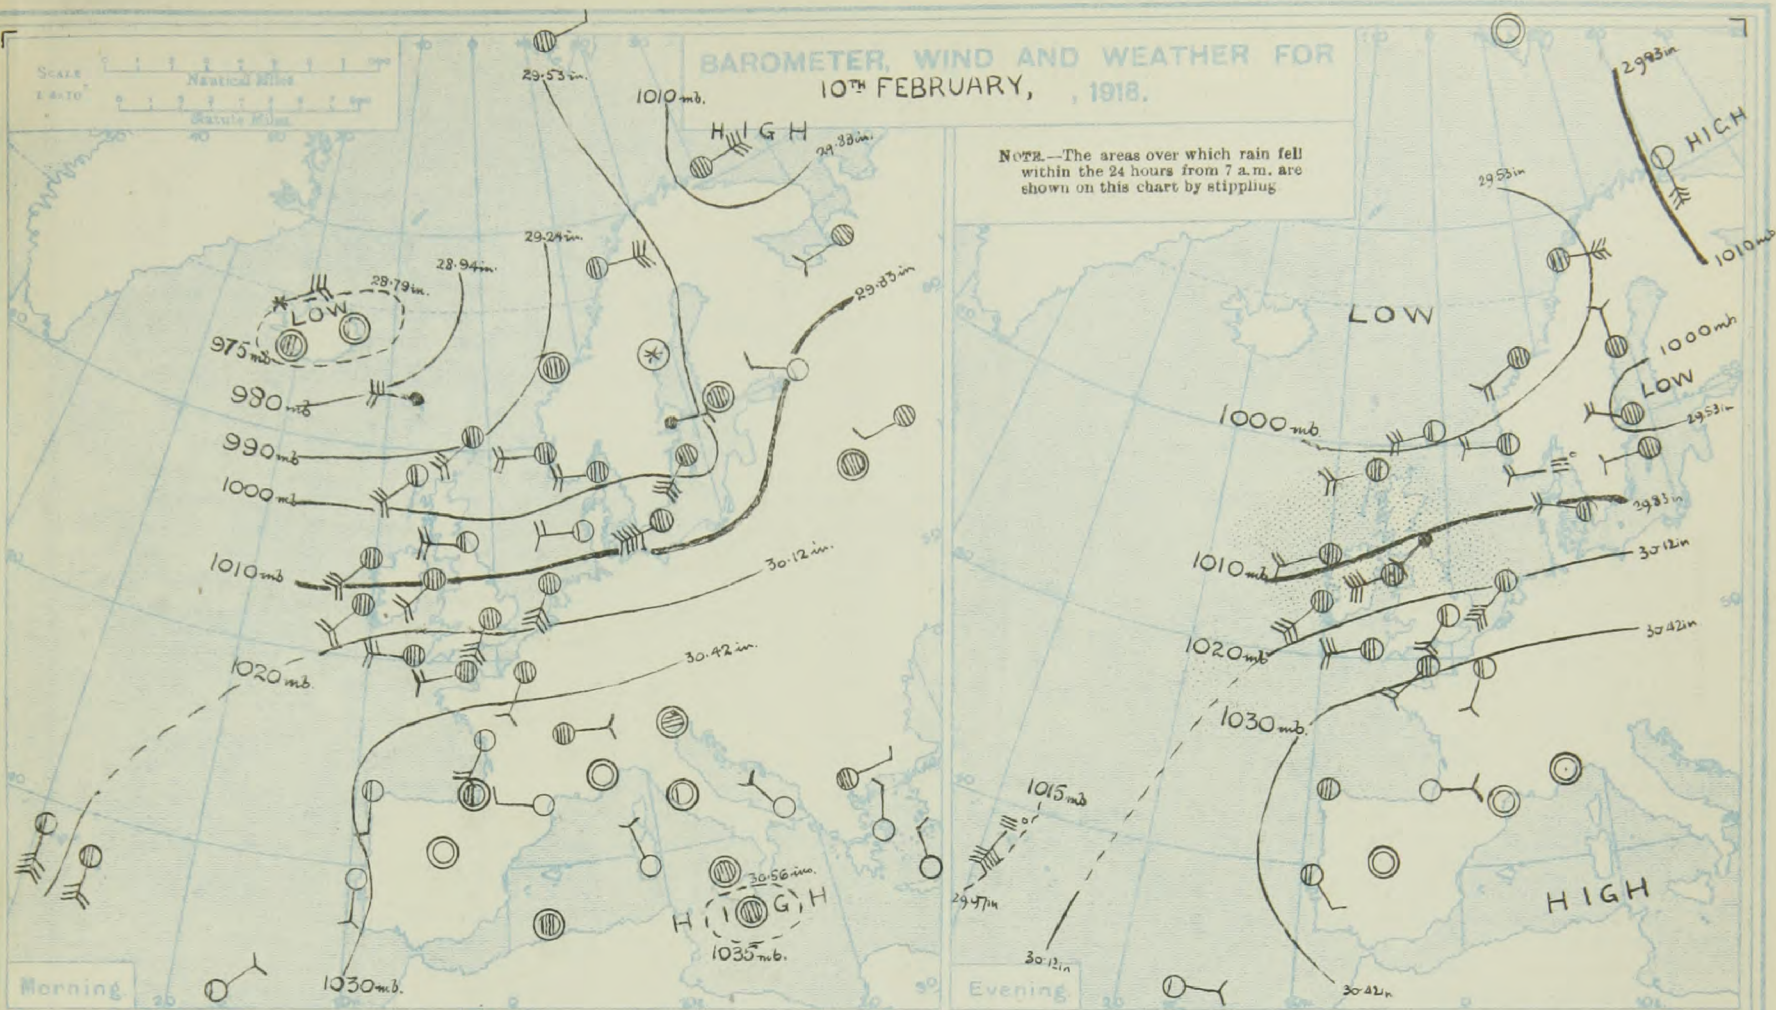 SCALE
Nautical Miles
Statute Miles
BAROMETER, WIND AND WEATHER FOR
10TH FEBRUARY, , 1918.
NOTE.—The areas over which rain fell
within the 24 hours from 7 a.m. are
shown on this chart by stippling
29.53 in.
1010 mb.
HIGH
29.83 in.
29.24 in.
28.94 in.
28.79 in.
LOW
975 mb
980 mb
990 mb
1000 mb
1010 mb
1020 mb.
29.83 in.
30.12 in.
30.42 in.
30.56 ins.
HIGH
1035 mb.
1030 mb.
Morning
29.83 in
HIGH
1010 mb
29.53 in
LOW
1000 mb
LOW
29.53 in
1000 mb.
29.83 in
1010 mb
30.12 in
1020 mb
30.42 in
1030 mb.
1015 mb
29.97 in
30.12 in
HIGH
30.42 in
Evening